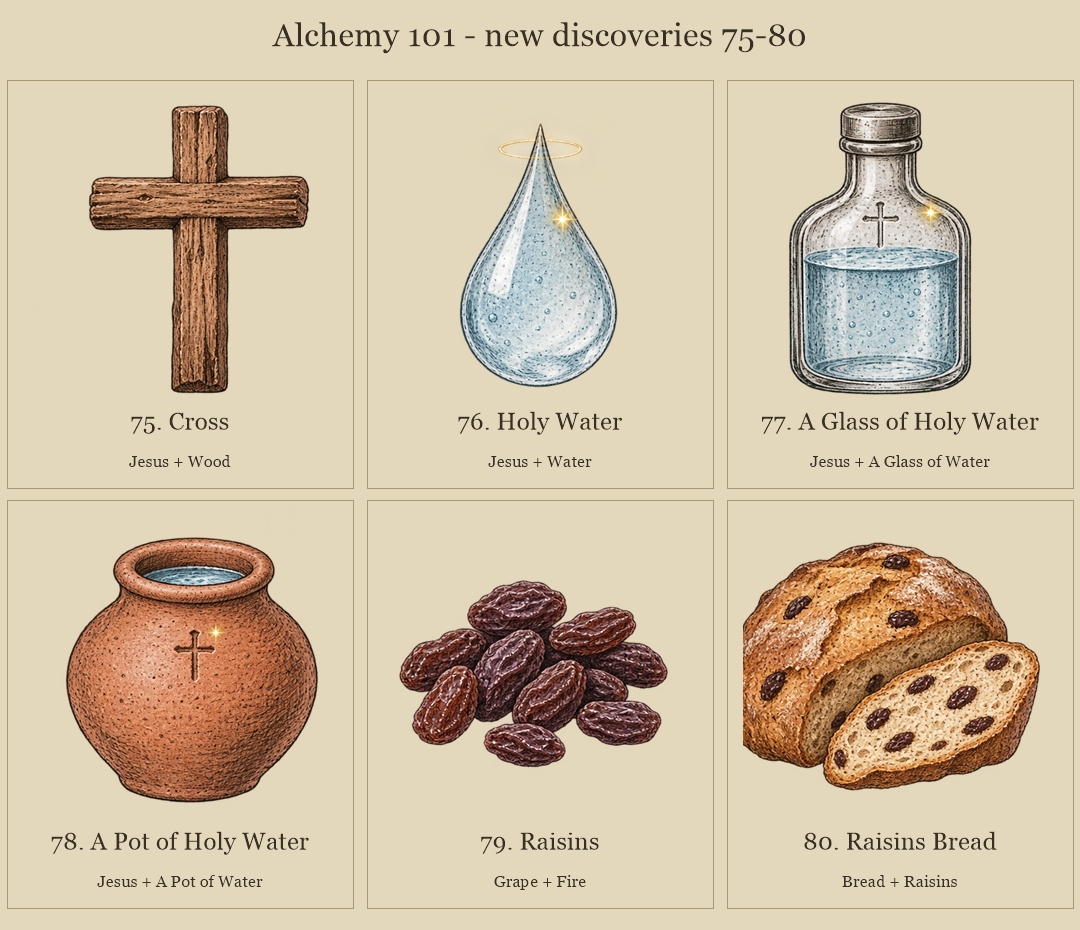 Alchemy 101 - new discoveries 75-80
75. Cross
Jesus + Wood
76. Holy Water
Jesus + Water
77. A Glass of Holy Water
Jesus + A Glass of Water
78. A Pot of Holy Water
Jesus + A Pot of Water
79. Raisins
Grape + Fire
80. Raisins Bread
Bread + Raisins